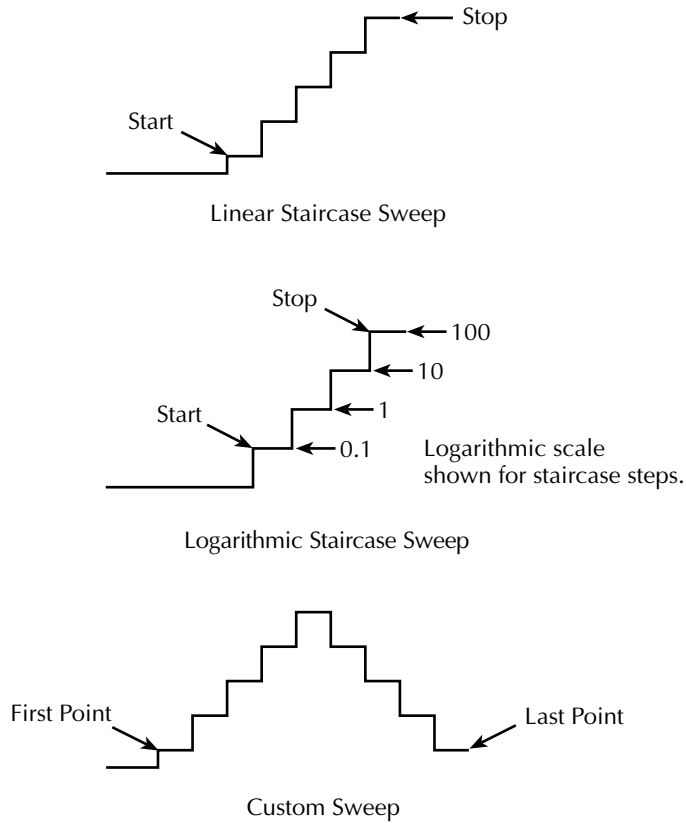 Stop
Start
Linear Staircase Sweep
Stop
100
10
Start
1
0.1
Logarithmic scale
shown for staircase steps.
Logarithmic Staircase Sweep
First Point
Last Point
Custom Sweep